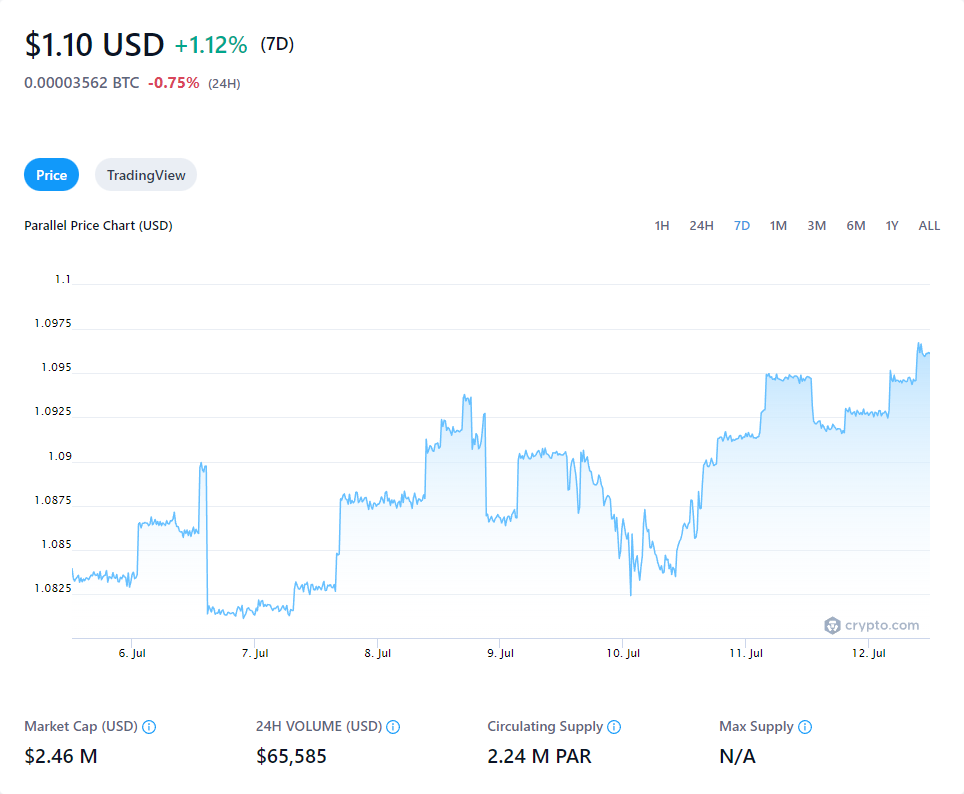 $1.10 USD +1.12% (7D)
0.00003562 BTC -0.75% (24H)
Price TradingView
Parallel Price Chart (USD) 1H 24H 7D 1M 3M 6M 1Y ALL
1.1
1.0975
1.095
1.0925
1.09
1.0875
1.085
1.0825
crypto.com
6. Jul 7. Jul 8. Jul 9. Jul 10. Jul 11. Jul 12. Jul
Market Cap (USD) 24H VOLUME (USD) Circulating Supply Max Supply
$2.46 M $65,585 2.24 M PAR N/A